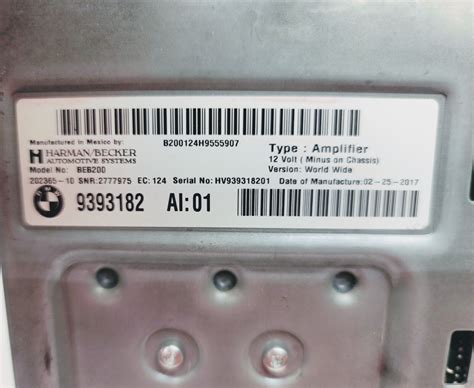 B200124H9555907
Manufactured in Mexico by:
HARMAN/BECKER
AUTOMOTIVE SYSTEMS
Type : Amplifier
12 Volt ( Minus on Chassis)
Model No: BEB200
Version: World Wide
202365-10 SNR:2777975 EC: 124 Serial No: HV939318201 Date of Manufacture: 02-25-2017
BMW
9393182 AI:01